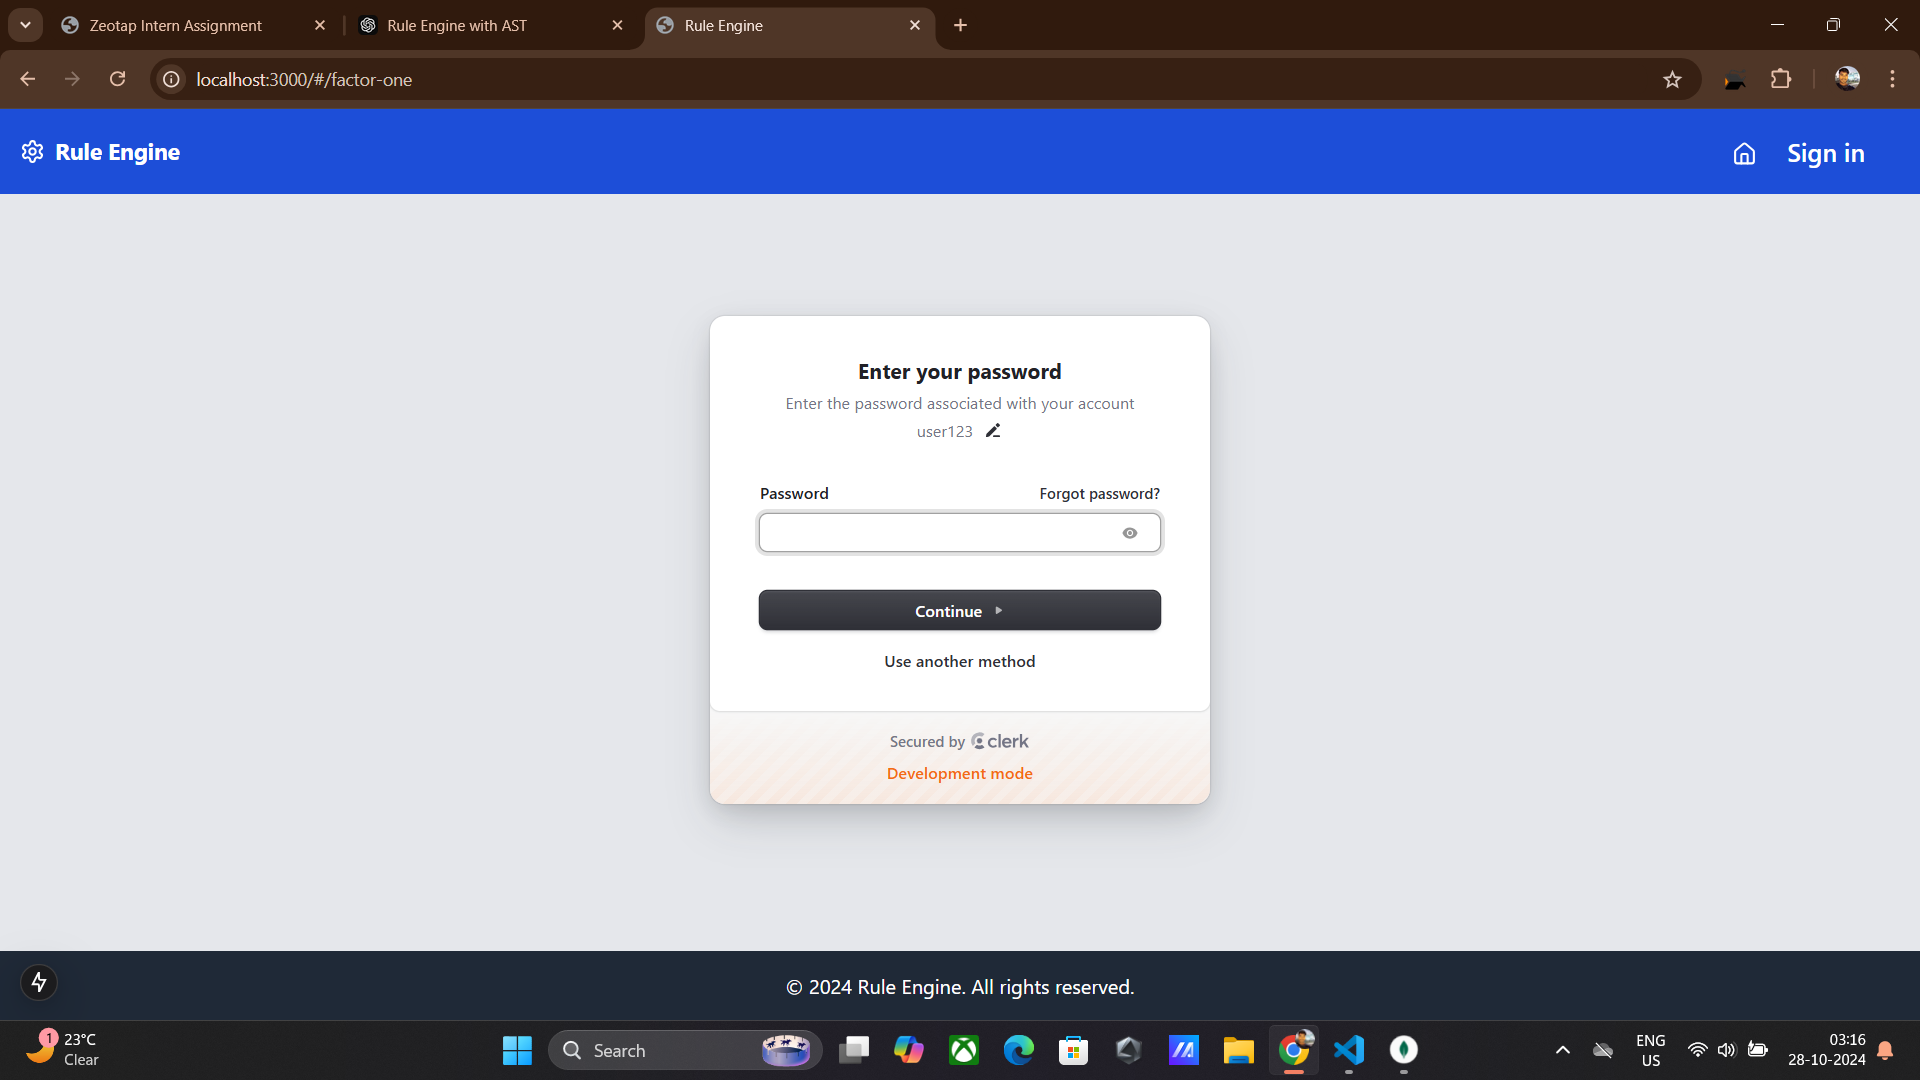 Zeotap Intern Assignment
Rule Engine with AST
Rule Engine
localhost:3000/#/factor-one
Rule Engine
Sign in
Enter your password
Enter the password associated with your account
user123
Password
Forgot password?
Continue
Use another method
Secured by clerk
Development mode
© 2024 Rule Engine. All rights reserved.
1
23°C
Clear
Search
ENG
US
03:16
28-10-2024